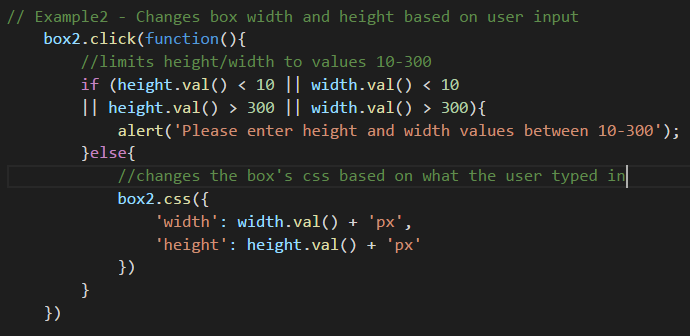 // Example2 - Changes box width and height based on user input
box2.click(function(){
//limits height/width to values 10-300
if (height.val() < 10 || width.val() < 10
|| height.val() > 300 || width.val() > 300){
alert('Please enter height and width values between 10-300');
}else{
//changes the box's css based on what the user typed in
box2.css({
'width': width.val() + 'px',
'height': height.val() + 'px'
})
}
})